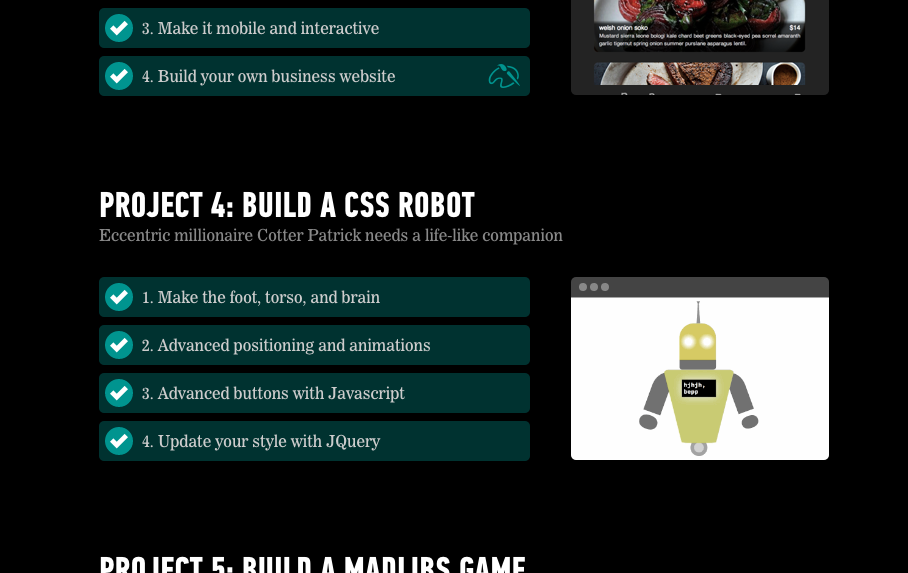 3. Make it mobile and interactive
welsh onion soko $14
Mustard sierra leone bologi kale chard beet greens black-eyed pea sorrel amaranth
garlic tigernut spring onion summer purslane asparagus lentil.
4. Build your own business website
PROJECT 4: BUILD A CSS ROBOT
Eccentric millionaire Cotter Patrick needs a life-like companion
1. Make the foot, torso, and brain
2. Advanced positioning and animations
3. Advanced buttons with Javascript
4. Update your style with JQuery
hjhjh,
bepp
PROJECT 5: BUILD A MADLIBS GAME